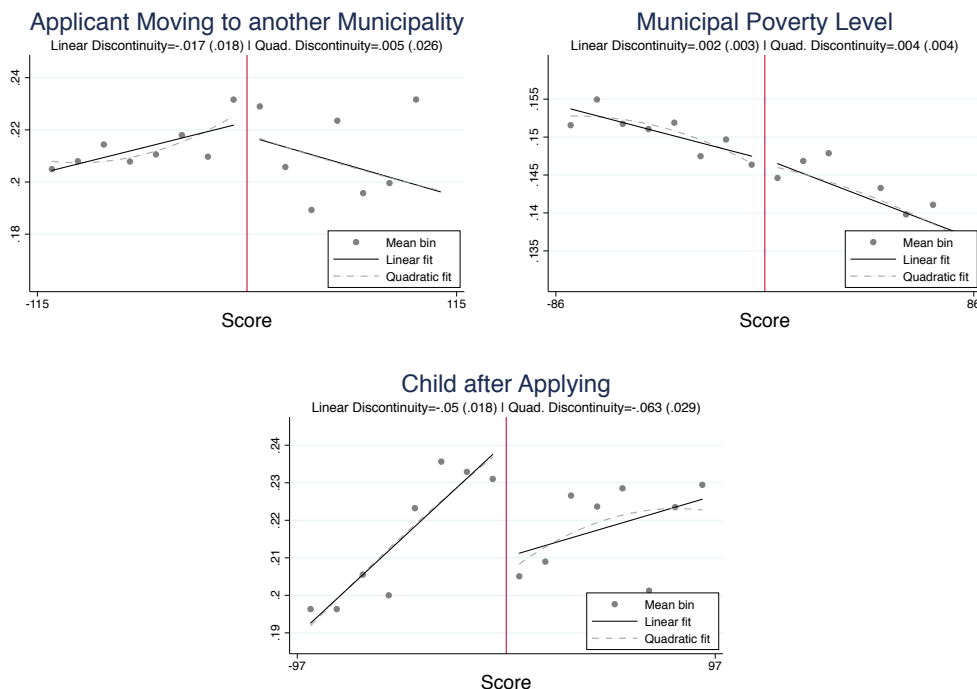 Applicant Moving to another Municipality
Linear Discontinuity=-.017 (.018) | Quad. Discontinuity=.005 (.026)
.24
.22
.2
.18
Mean bin
Linear fit
Quadratic fit
-115
115
Score
Municipal Poverty Level
Linear Discontinuity=.002 (.003) | Quad. Discontinuity=.004 (.004)
.155
.15
.145
.14
.135
Mean bin
Linear fit
Quadratic fit
-86
86
Score
Child after Applying
Linear Discontinuity=-.05 (.018) | Quad. Discontinuity=-.063 (.029)
.24
.23
.22
.21
.2
.19
Mean bin
Linear fit
Quadratic fit
-97
97
Score